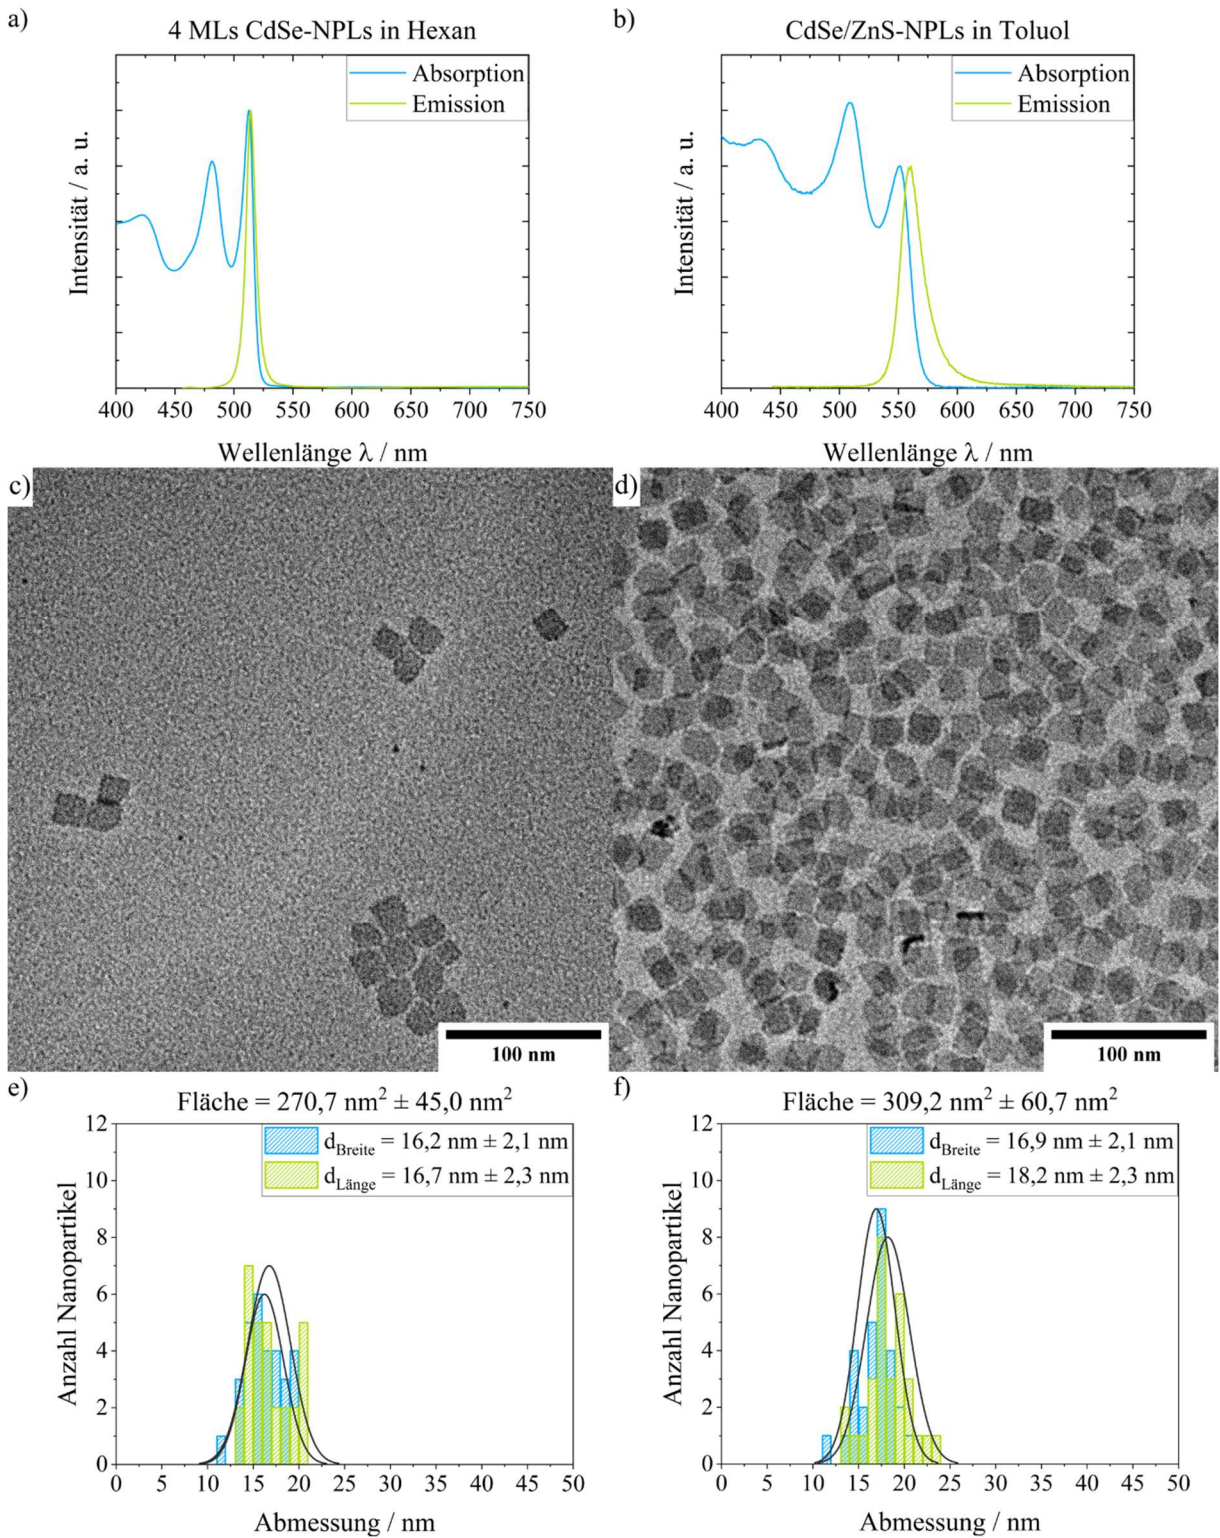 a)
4 MLs CdSe-NPLs in Hexan
Absorption
Emission
Intensität / a. u.
400 450 500 550 600 650 700 750
Wellenlänge λ / nm
b)
CdSe/ZnS-NPLs in Toluol
Absorption
Emission
Intensität / a. u.
400 450 500 550 600 650 700 750
Wellenlänge λ / nm
c)
100 nm
d)
100 nm
e)
Fläche = 270,7 nm² ± 45,0 nm²
d_Breite = 16,2 nm ± 2,1 nm
d_Länge = 16,7 nm ± 2,3 nm
Anzahl Nanopartikel
12
10
8
6
4
2
0
0 5 10 15 20 25 30 35 40 45 50
Abmessung / nm
f)
Fläche = 309,2 nm² ± 60,7 nm²
d_Breite = 16,9 nm ± 2,1 nm
d_Länge = 18,2 nm ± 2,3 nm
Anzahl Nanopartikel
12
10
8
6
4
2
0
0 5 10 15 20 25 30 35 40 45 50
Abmessung / nm